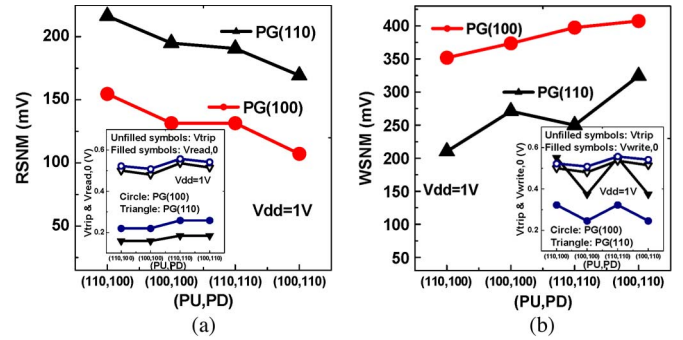 RSNM (mV)
200
150
100
50
PG(110)
PG(100)
Vdd=1V
(110,100)
(100,100)
(110,110)
(100,110)
(PU,PD)
Vtrip & Vread,0 (V)
0.6
0.4
0.2
Unfilled symbols: Vtrip
Filled symbols: Vread,0
Vdd=1V
Circle: PG(100)
Triangle: PG(110)
(110,100)
(100,100)
(110,110)
(100,110)
(PU,PD)
(a)
WSNM (mV)
400
350
300
250
200
150
100
50
PG(100)
PG(110)
Vdd=1V
(110,100)
(100,100)
(110,110)
(100,110)
(PU,PD)
Vtrip & Vwrite,0 (V)
0.6
0.4
0.2
Unfilled symbols: Vtrip
Filled symbols: Vwrite,0
Vdd=1V
Circle: PG(100)
Triangle: PG(110)
(110,100)
(100,100)
(110,110)
(100,110)
(PU,PD)
(b)